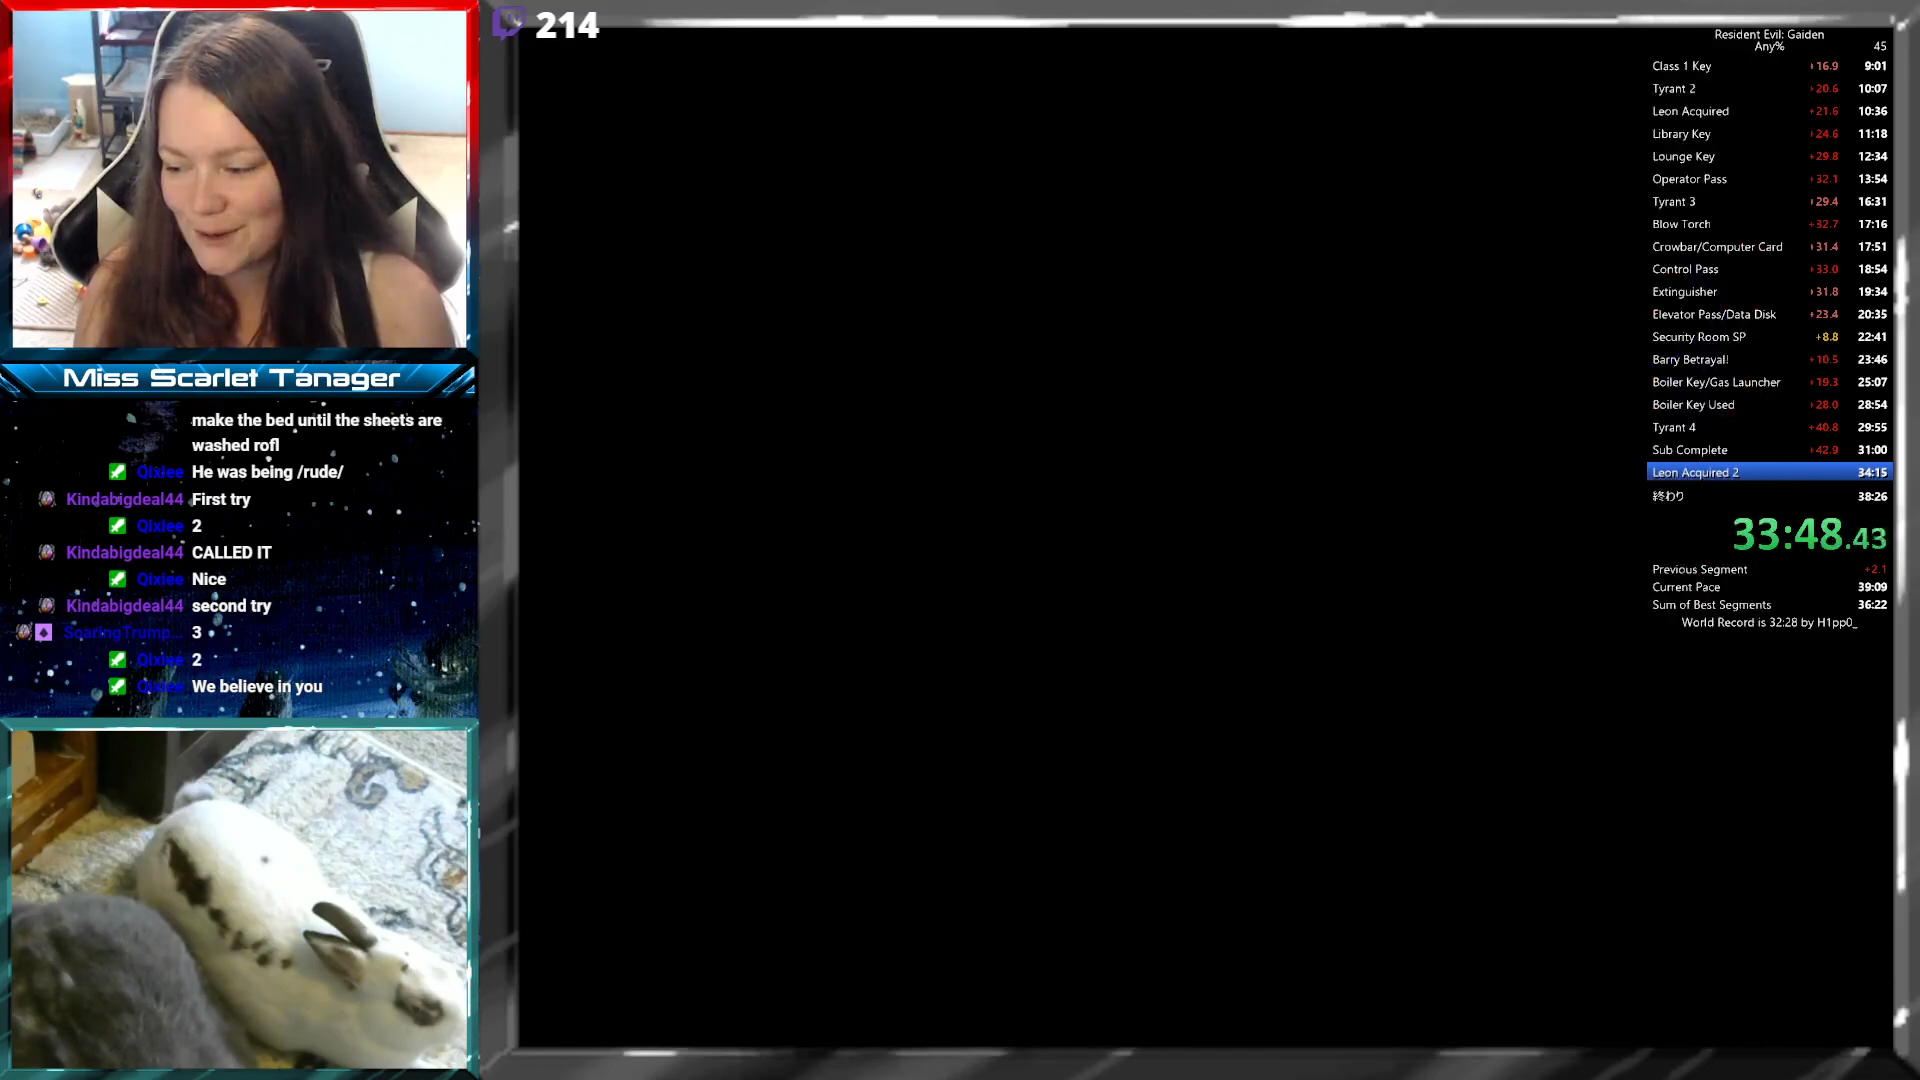 214
Miss Scarlet Tanager
make the bed until the sheets are
washed rofl
Qixiee He was being /rude/
Kindabigdeal44 First try
Qixiee 2
Kindabigdeal44 CALLED IT
Qixiee Nice
Kindabigdeal44 second try
SoaringTrump... 3
Qixiee 2
Qixiee We believe in you
Resident Evil: Gaiden
Any% 45
Class 1 Key +16.9 9:01
Tyrant 2 +20.6 10:07
Leon Acquired +21.6 10:36
Library Key +24.6 11:18
Lounge Key +29.8 12:34
Operator Pass +32.1 13:54
Tyrant 3 +29.4 16:31
Blow Torch +32.7 17:16
Crowbar/Computer Card +31.4 17:51
Control Pass +33.0 18:54
Extinguisher +31.8 19:34
Elevator Pass/Data Disk +23.4 20:35
Security Room SP +8.8 22:41
Barry Betrayal! +10.5 23:46
Boiler Key/Gas Launcher +19.3 25:07
Boiler Key Used +28.0 28:54
Tyrant 4 +40.8 29:55
Sub Complete +42.9 31:00
Leon Acquired 2 34:15
終わり 38:26
33:48.43
Previous Segment +2.1
Current Pace 39:09
Sum of Best Segments 36:22
World Record is 32:28 by H1pp0_